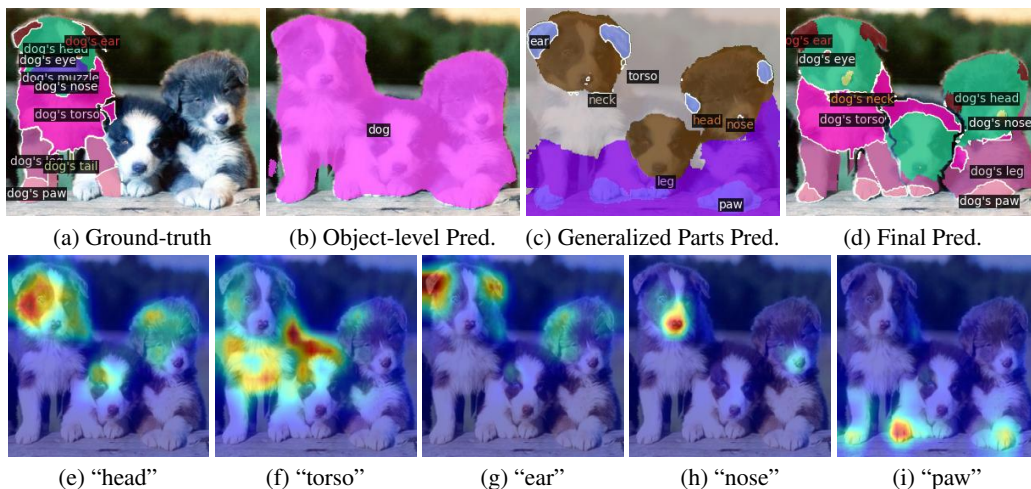 dog's ear
dog's head
dog's eye
dog's muzzle
dog's nose
dog's torso
dog's tail
dog's paw
dog
ear
torso
neck
head
nose
leg
paw
dog's ear
dog's eye
dog's neck
dog's head
dog's torso
dog's nose
dog's leg
dog's paw
(a) Ground-truth
(b) Object-level Pred.
(c) Generalized Parts Pred.
(d) Final Pred.
(e) “head”
(f) “torso”
(g) “ear”
(h) “nose”
(i) “paw”